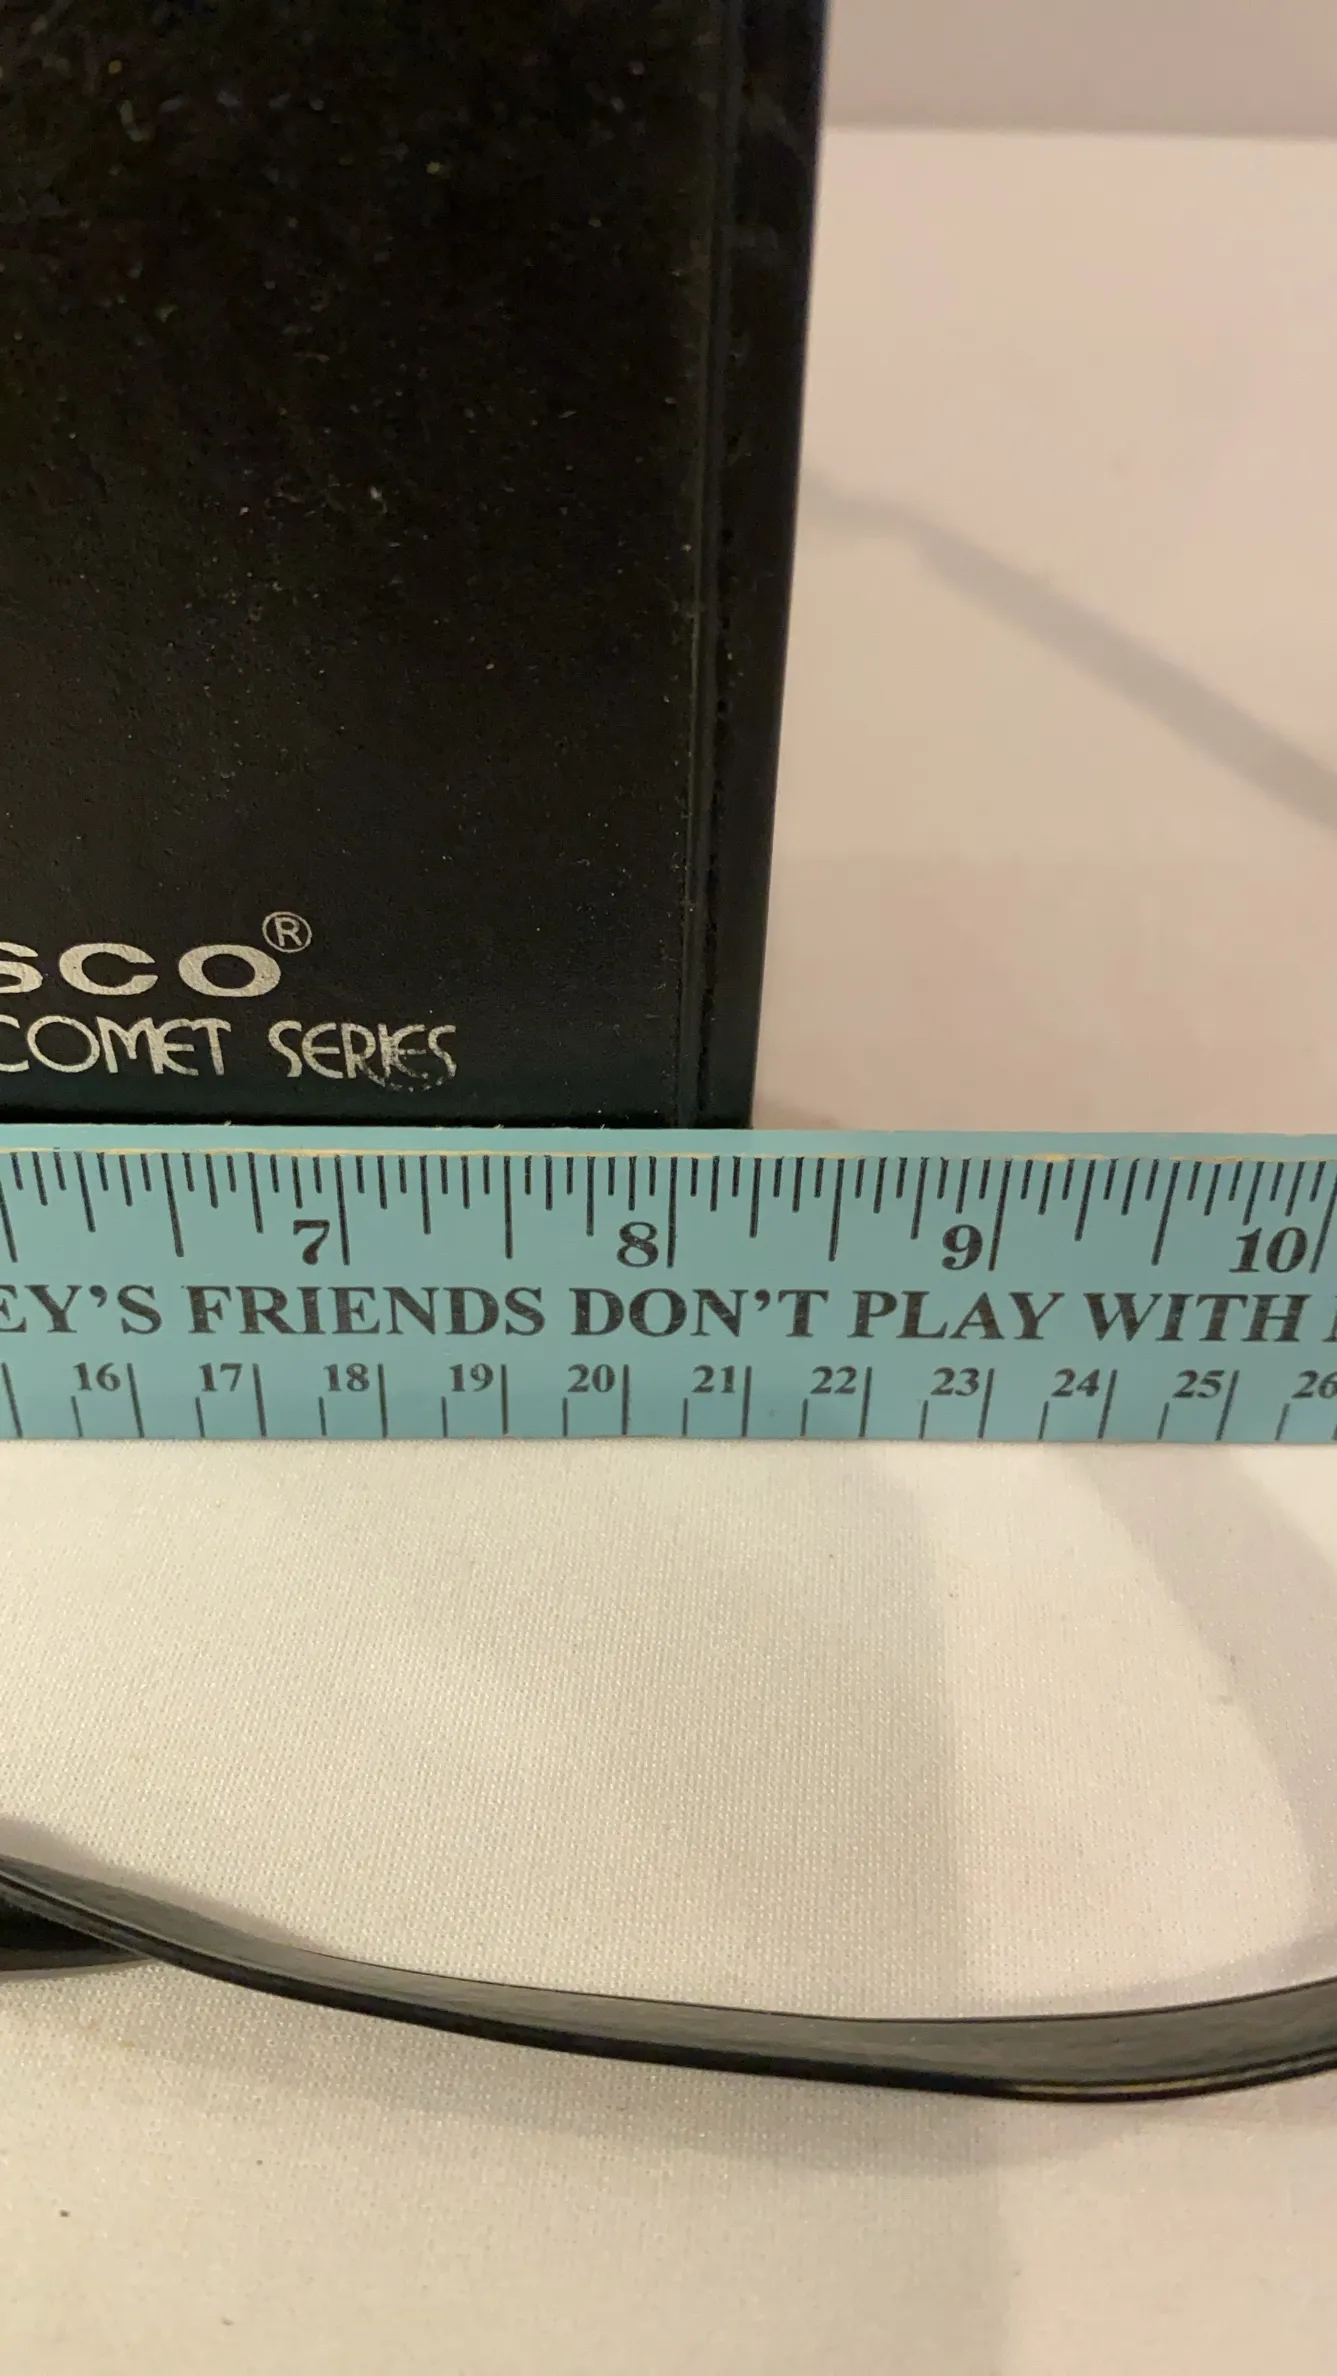 SCO®
COMET SERIES
7 8 9 10
EY'S FRIENDS DON'T PLAY WITH
16 17 18 19 20 21 22 23 24 25 26